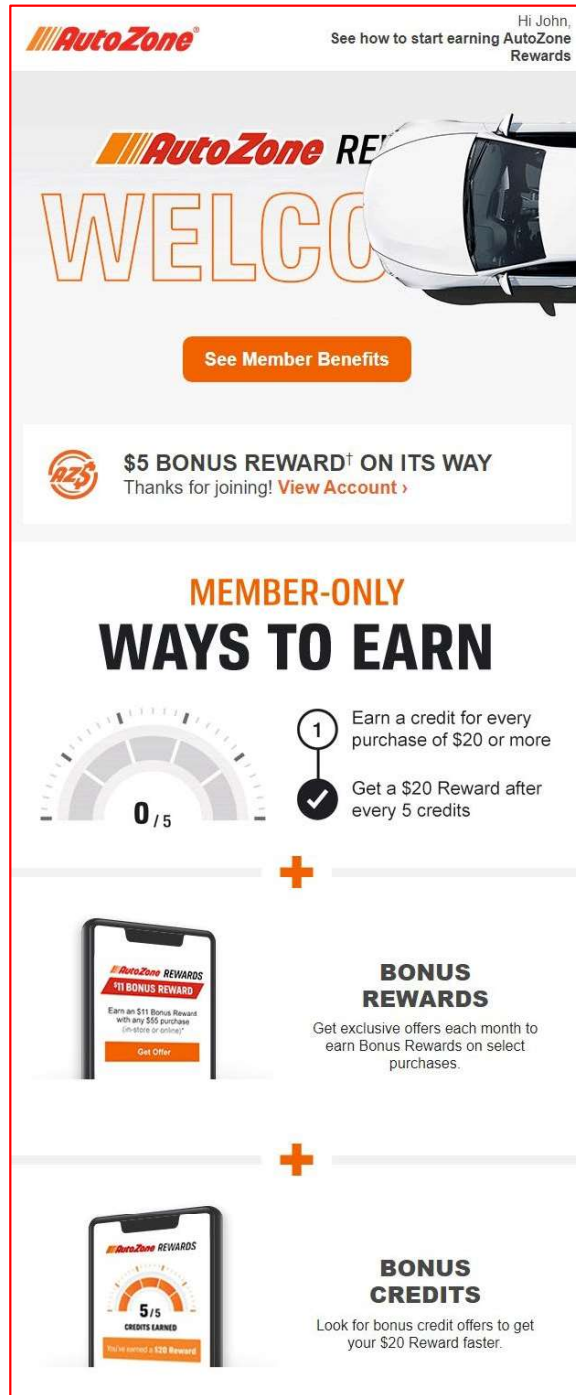 AutoZone®
Hi John,
See how to start earning AutoZone
Rewards
AutoZone RE
WELCO
See Member Benefits
AZ$
$5 BONUS REWARD† ON ITS WAY
Thanks for joining! View Account ›
MEMBER-ONLY
WAYS TO EARN
0 / 5
1
Earn a credit for every
purchase of $20 or more
Get a $20 Reward after
every 5 credits
AutoZone REWARDS
$11 BONUS REWARD
Earn an $11 Bonus Reward
with any $55 purchase
(in-store or online)*
Get Offer
BONUS
REWARDS
Get exclusive offers each month to
earn Bonus Rewards on select
purchases.
AutoZone REWARDS
5/5
CREDITS EARNED
You've earned a $20 Reward
BONUS
CREDITS
Look for bonus credit offers to get
your $20 Reward faster.